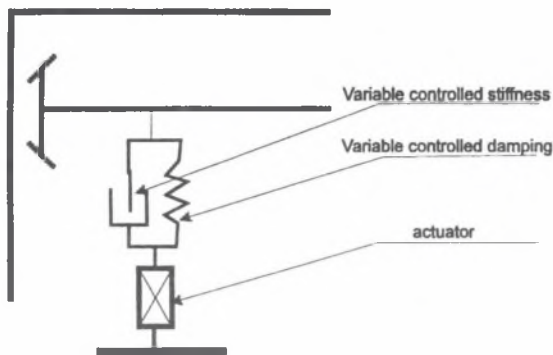 Variable controlled stiffness
Variable controlled damping
actuator